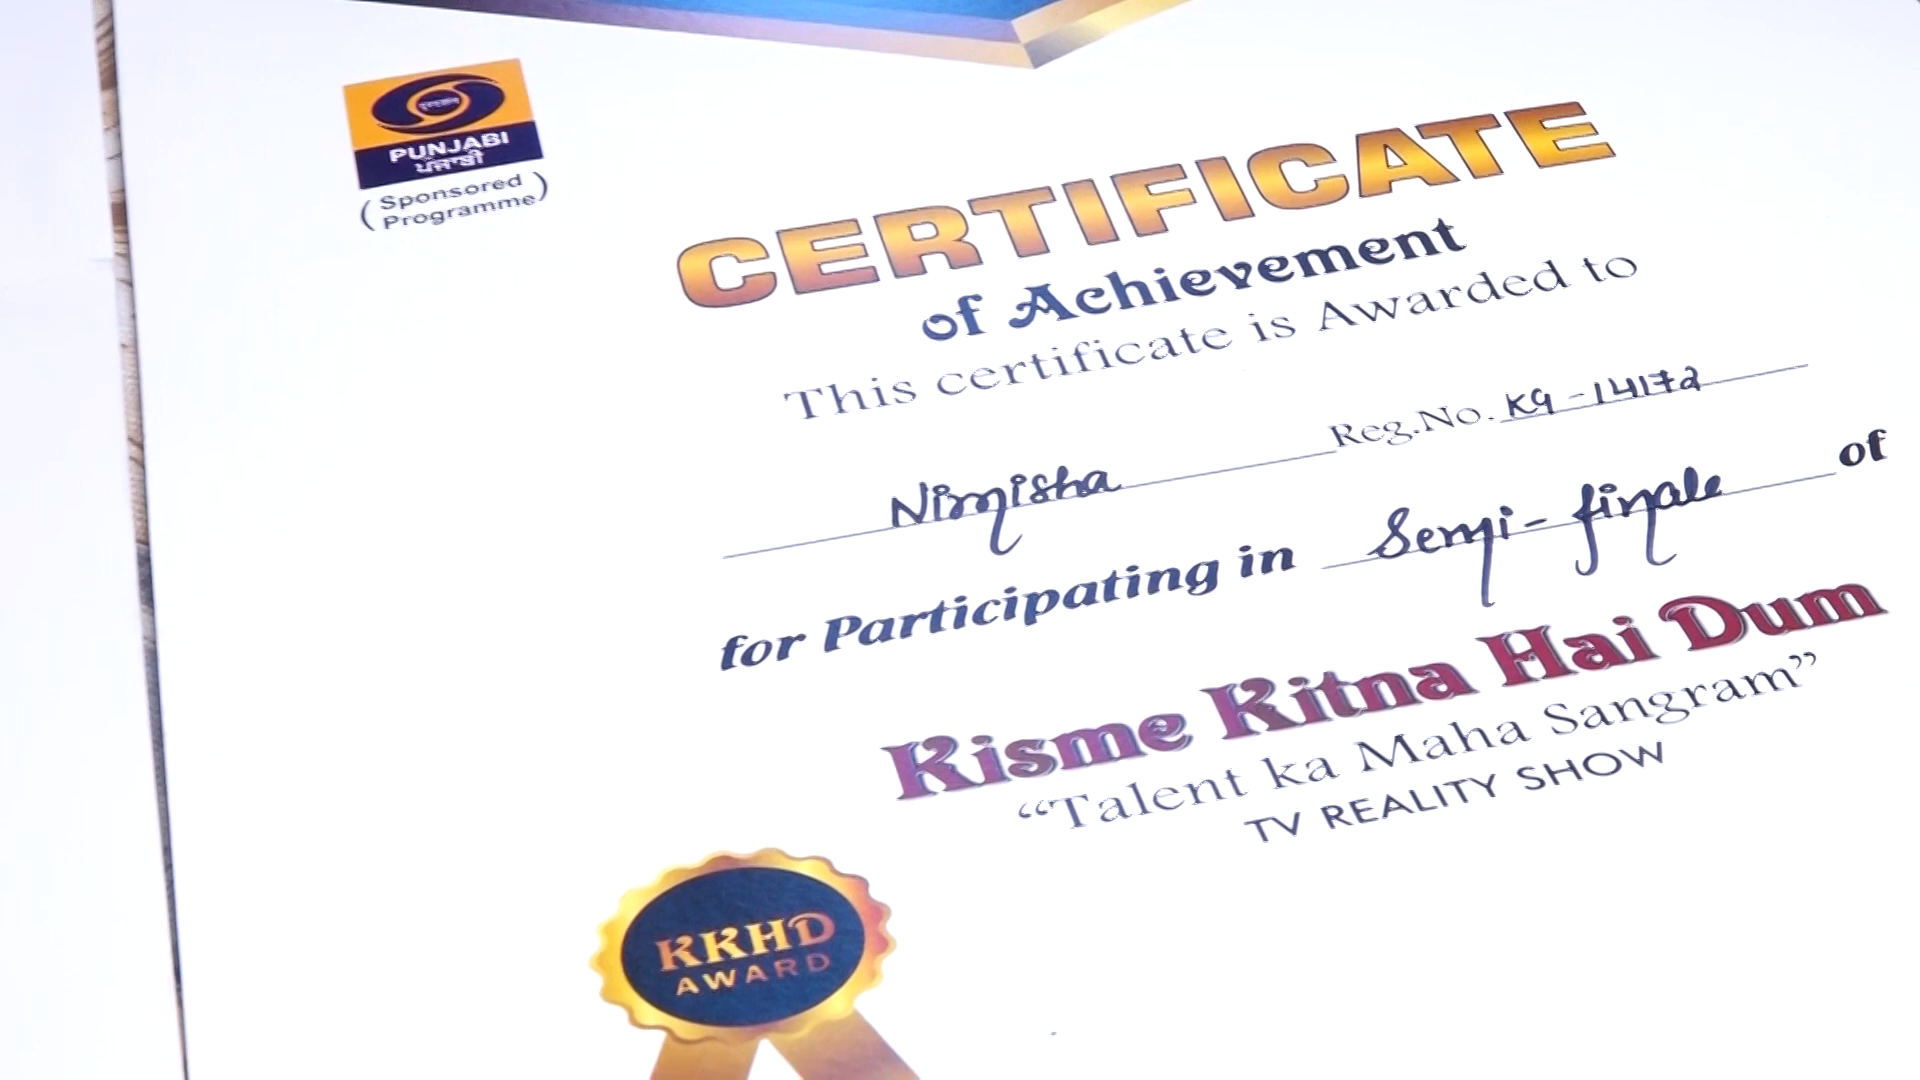 PUNJABI
ਪੰਜਾਬੀ
(Sponsored
Programme)
CERTIFICATE
of Achievement
This certificate is Awarded to
Nimisha Reg.No. K9-14172
for Participating in Semi-finale of
Kisme Kitna Hai Dum
“Talent ka Maha Sangram”
TV REALITY SHOW
KKHD
AWARD